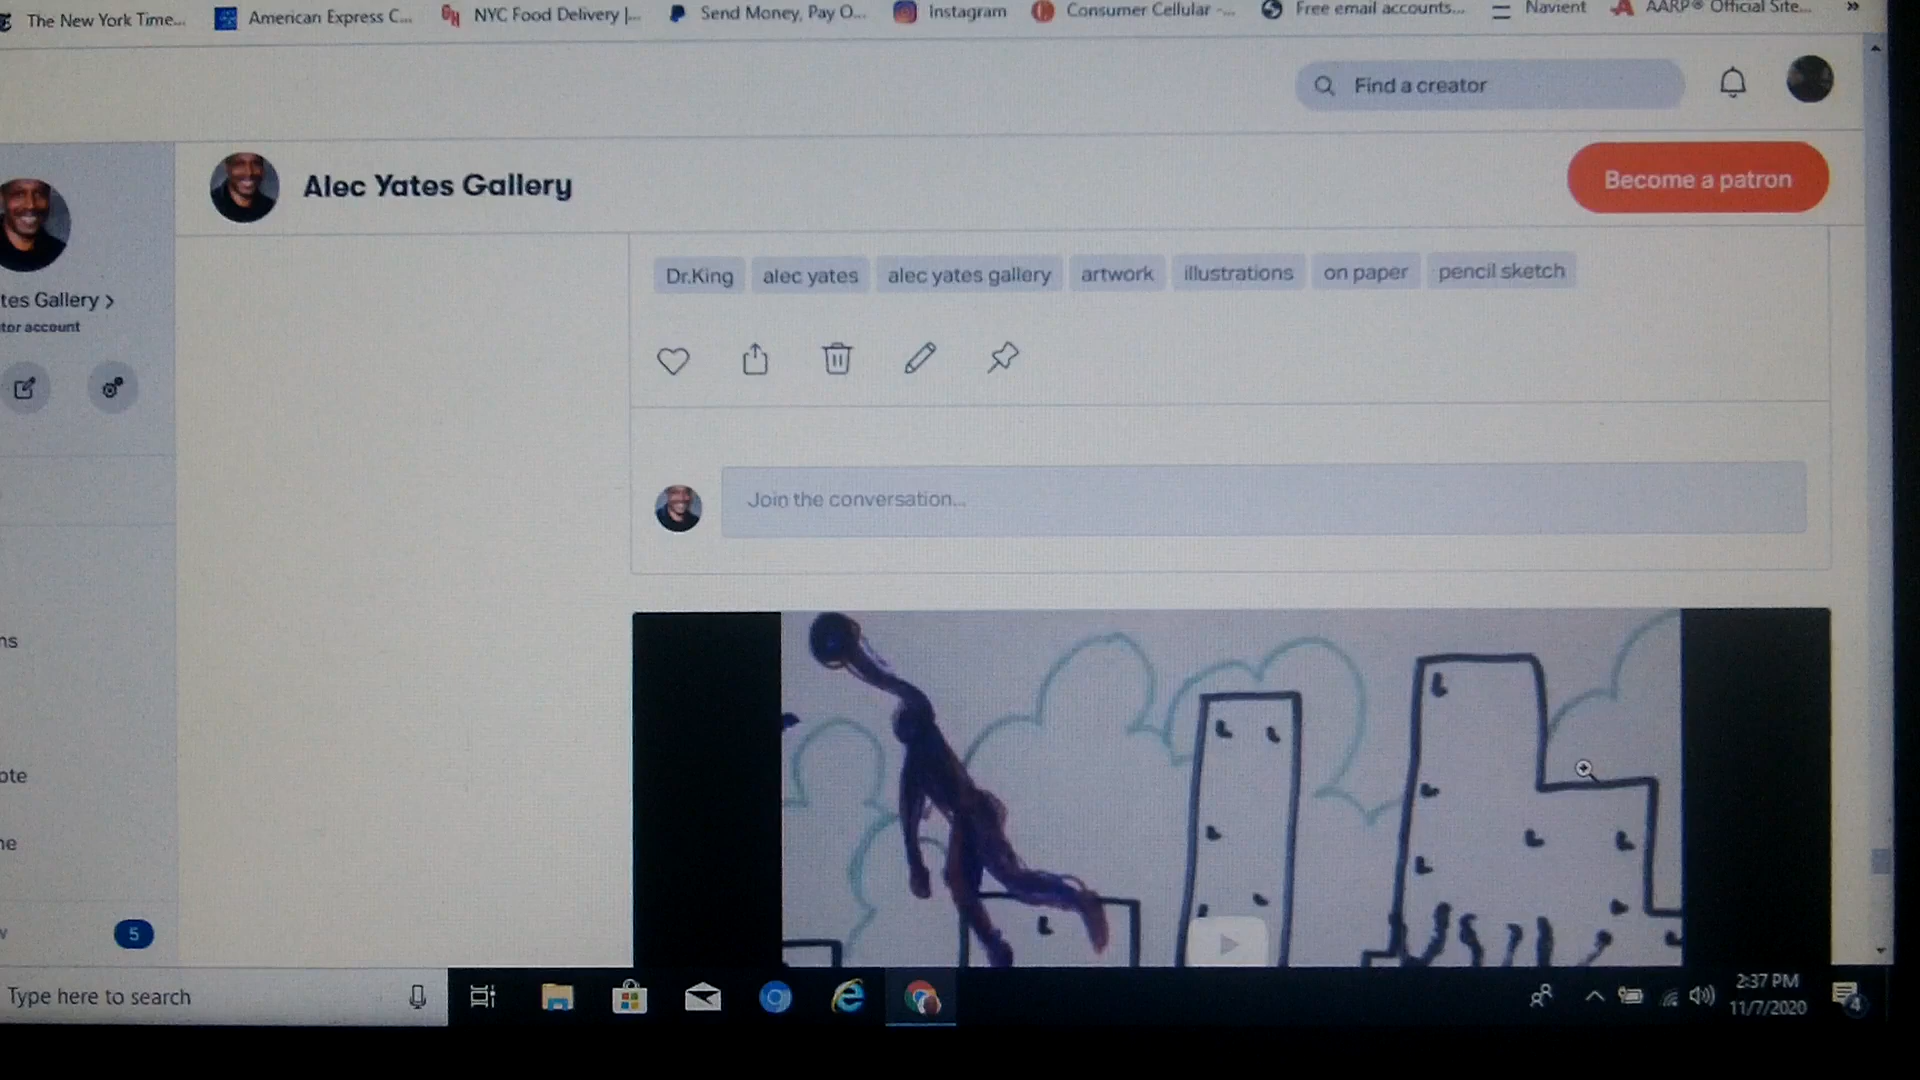 The New York Time...
American Express C...
NYC Food Delivery |...
Send Money, Pay O...
Instagram
Consumer Cellular -...
Free email accounts...
Navient
AARP® Official Site...
»
Find a creator
Alec Yates Gallery
Become a patron
tes Gallery >
tor account
Dr.King
alec yates
alec yates gallery
artwork
illustrations
on paper
pencil sketch
Join the conversation...
ns
ote
ne
5
Type here to search
2:37 PM
11/7/2020
4